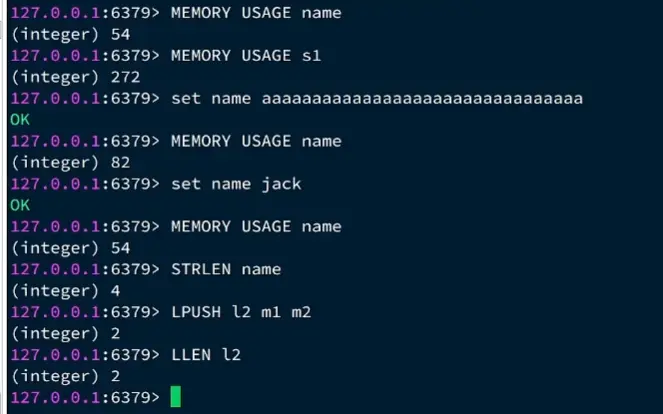 127.0.0.1:6379> MEMORY USAGE name
(integer) 54
127.0.0.1:6379> MEMORY USAGE s1
(integer) 272
127.0.0.1:6379> set name aaaaaaaaaaaaaaaaaaaaaaaaaaaaaaaa
OK
127.0.0.1:6379> MEMORY USAGE name
(integer) 82
127.0.0.1:6379> set name jack
OK
127.0.0.1:6379> MEMORY USAGE name
(integer) 54
127.0.0.1:6379> STRLEN name
(integer) 4
127.0.0.1:6379> LPUSH l2 m1 m2
(integer) 2
127.0.0.1:6379> LLEN l2
(integer) 2
127.0.0.1:6379>